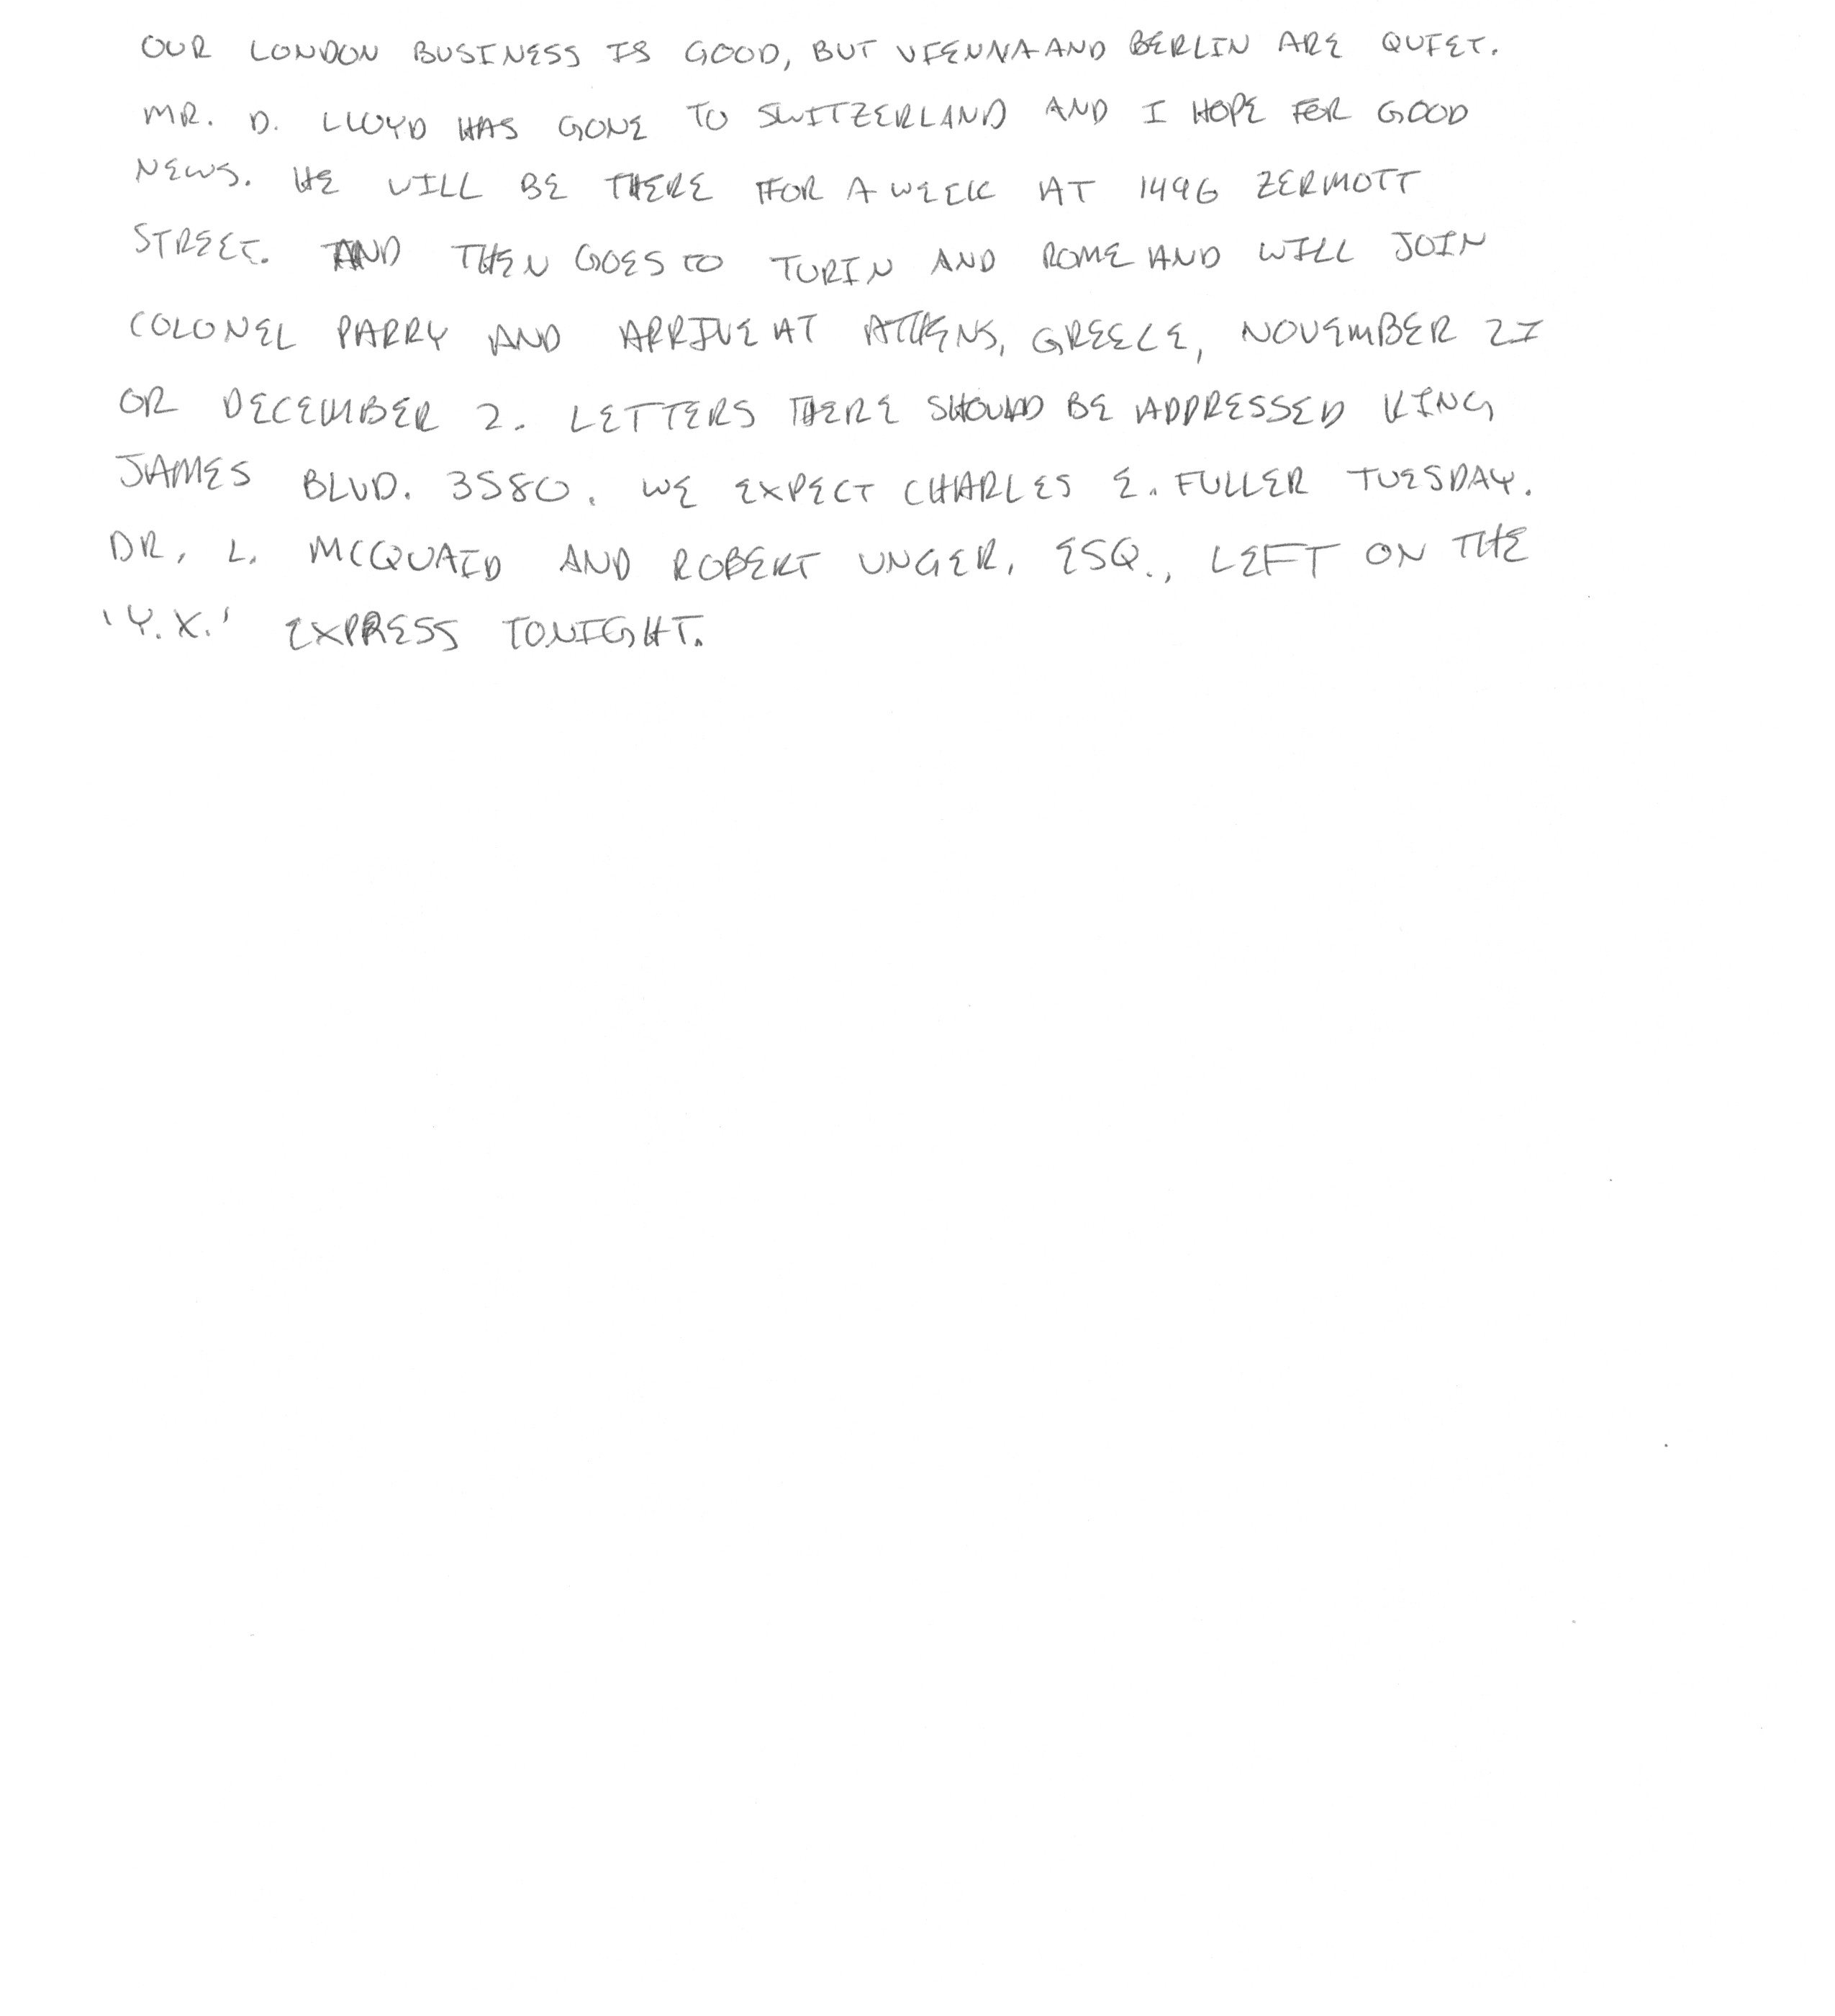 OUR LONDON BUSINESS IS GOOD, BUT VIENNA AND BERLIN ARE QUIET.
MR. D. LLOYD HAS GONE TO SWITZERLAND AND I HOPE FOR GOOD
NEWS. HE WILL BE THERE FOR A WEEK AT 1496 ZERMOTT
STREET. AND THEN GOES TO TURIN AND ROME AND WILL JOIN
COLONEL PARRY AND ARRIVE AT ATHENS, GREECE, NOVEMBER 21
OR DECEMBER 2. LETTERS THERE SHOULD BE ADDRESSED KING
JAMES BLVD. 3580. WE EXPECT CHARLES E. FULLER TUESDAY.
DR. L. MCQUAID AND ROBERT UNGER, ESQ., LEFT ON THE
'Y.X.' EXPRESS TONIGHT.